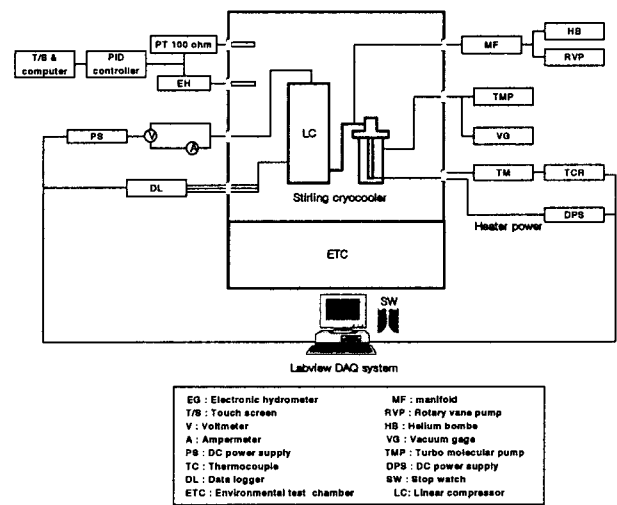 T/S &
computer
PID
controller
PT 100 ohm
EH
PS
V
A
DL
LC
Stirling cryocooler
ETC
MF
HB
RVP
TMP
VG
TM
TCR
Heater power
DPS
SW
Labview DAQ system
EG : Electronic hydrometer
T/S : Touch screen
V : Voltmeter
A : Ampermeter
PS : DC power supply
TC : Thermocouple
DL : Data logger
ETC : Environmental test chamber
MF : manifold
RVP : Rotary vane pump
HB : Helium bombe
VG : Vacuum gage
TMP : Turbo molecular pump
DPS : DC power supply
SW : Stop watch
LC: Linear compressor